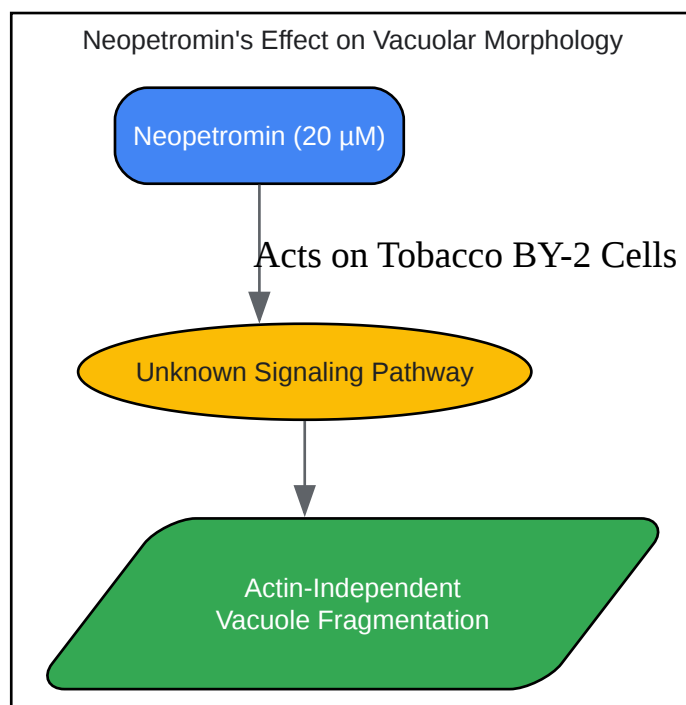 Neopetromin's Effect on Vacuolar Morphology
Neopetromin (20 µM)
Acts on Tobacco BY-2 Cells
Unknown Signaling Pathway
Actin-Independent
Vacuole Fragmentation